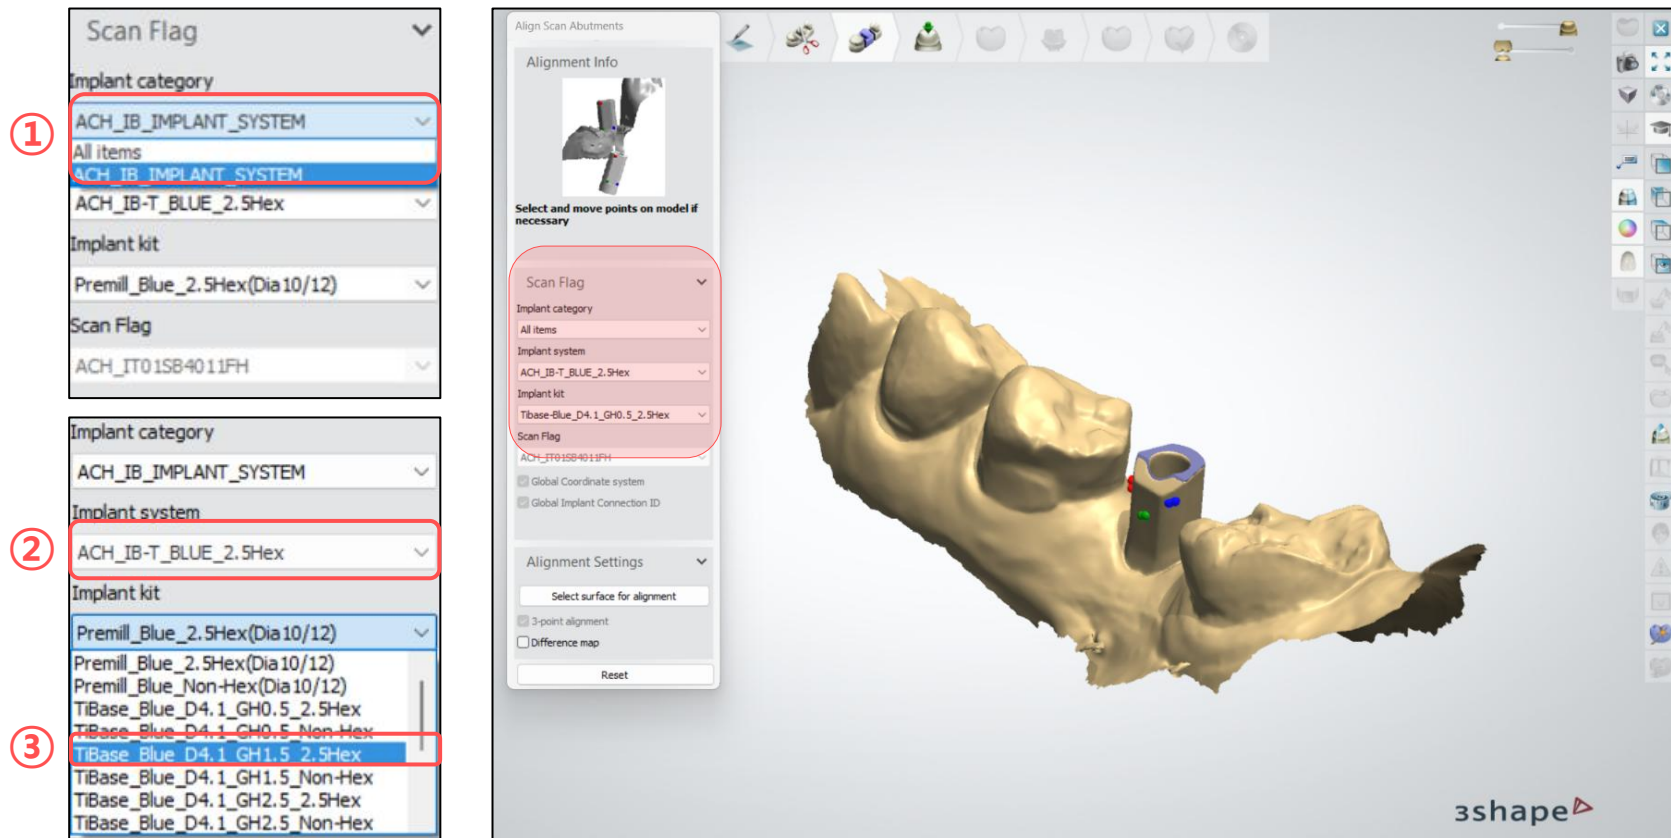 Scan Flag
Implant category
①
ACH_IB_IMPLANT_SYSTEM
All items
ACH_IB_IMPLANT_SYSTEM
ACH_IB-T_BLUE_2.5Hex
Implant kit
Premill_Blue_2.5Hex(Dia10/12)
Scan Flag
ACH_IT01SB4011FH
Implant category
ACH_IB_IMPLANT_SYSTEM
Implant system
②
ACH_IB-T_BLUE_2.5Hex
Implant kit
Premill_Blue_2.5Hex(Dia10/12)
Premill_Blue_2.5Hex(Dia10/12)
Premill_Blue_Non-Hex(Dia10/12)
TiBase_Blue_D4.1_GH0.5_2.5Hex
TiBase_Blue_D4.1_GH0.5_Non-Hex
③
TiBase_Blue_D4.1_GH1.5_2.5Hex
TiBase_Blue_D4.1_GH1.5_Non-Hex
TiBase_Blue_D4.1_GH2.5_2.5Hex
TiBase_Blue_D4.1_GH2.5_Non-Hex
Align Scan Abutments
Alignment Info
Select and move points on model if
necessary
Scan Flag
Implant category
All items
Implant system
ACH_IB-T_BLUE_2.5Hex
Implant kit
Tibase-Blue_D4.1_GH0.5_2.5Hex
Scan Flag
ACH_IT01SB4011FH
Global Coordinate system
Global Implant Connection ID
Alignment Settings
Select surface for alignment
3-point alignment
Difference map
Reset
3shape